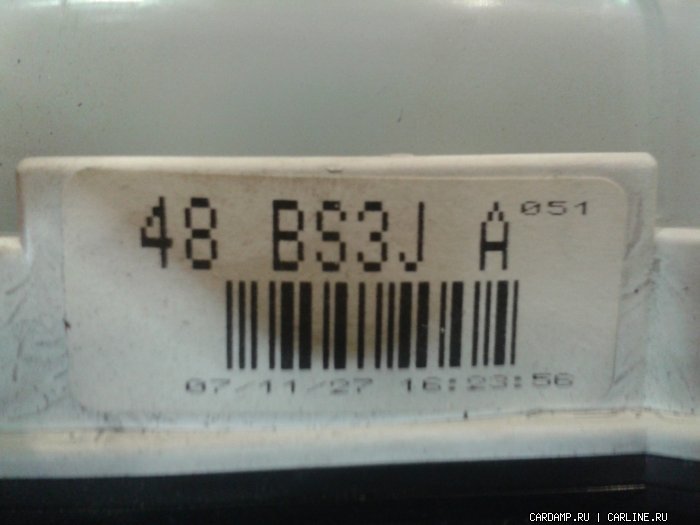 48 BS3J A 051
07/11/27 16:23:56
CARDAMP.RU | CARLINE.RU